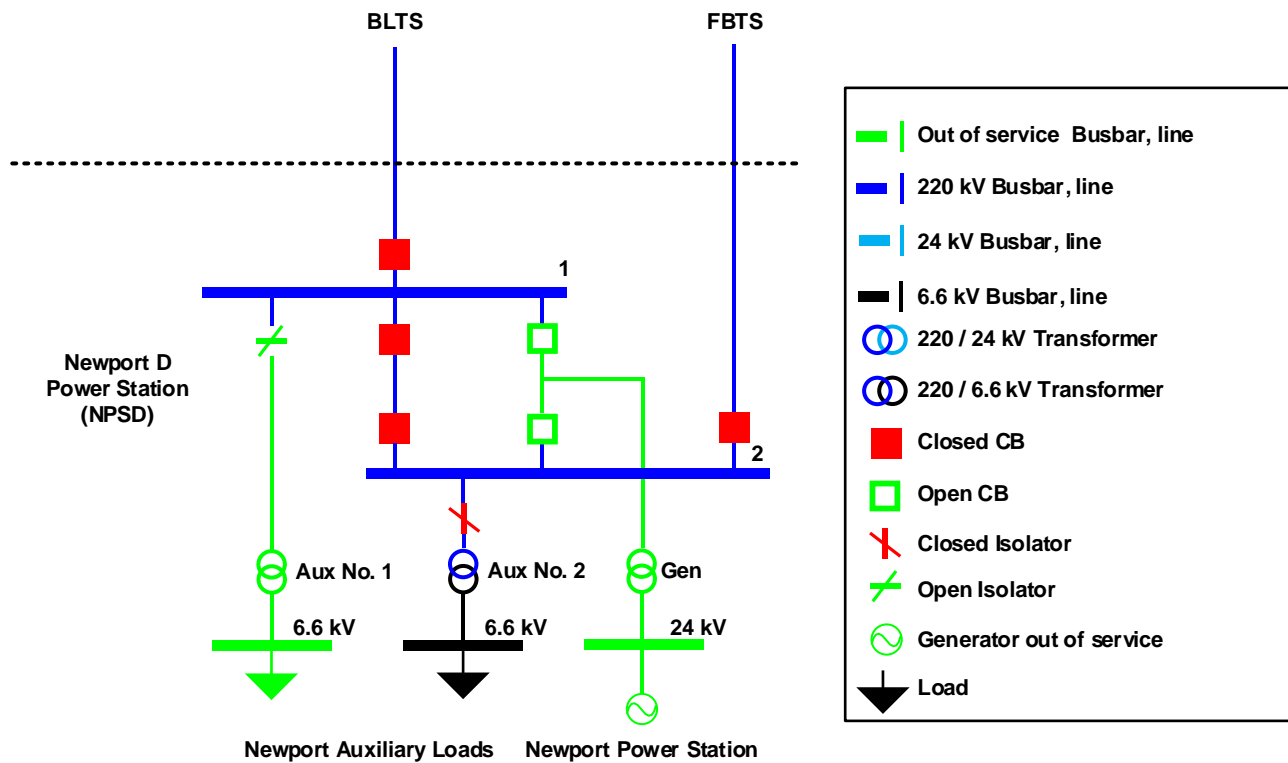 BLTS
FBTS
1
Newport D
Power Station
(NPSD)
2
Aux No. 1
Aux No. 2
Gen
6.6 kV
6.6 kV
24 kV
Newport Auxiliary Loads
Newport Power Station
Out of service Busbar, line
220 kV Busbar, line
24 kV Busbar, line
6.6 kV Busbar, line
220 / 24 kV Transformer
220 / 6.6 kV Transformer
Closed CB
Open CB
Closed Isolator
Open Isolator
Generator out of service
Load